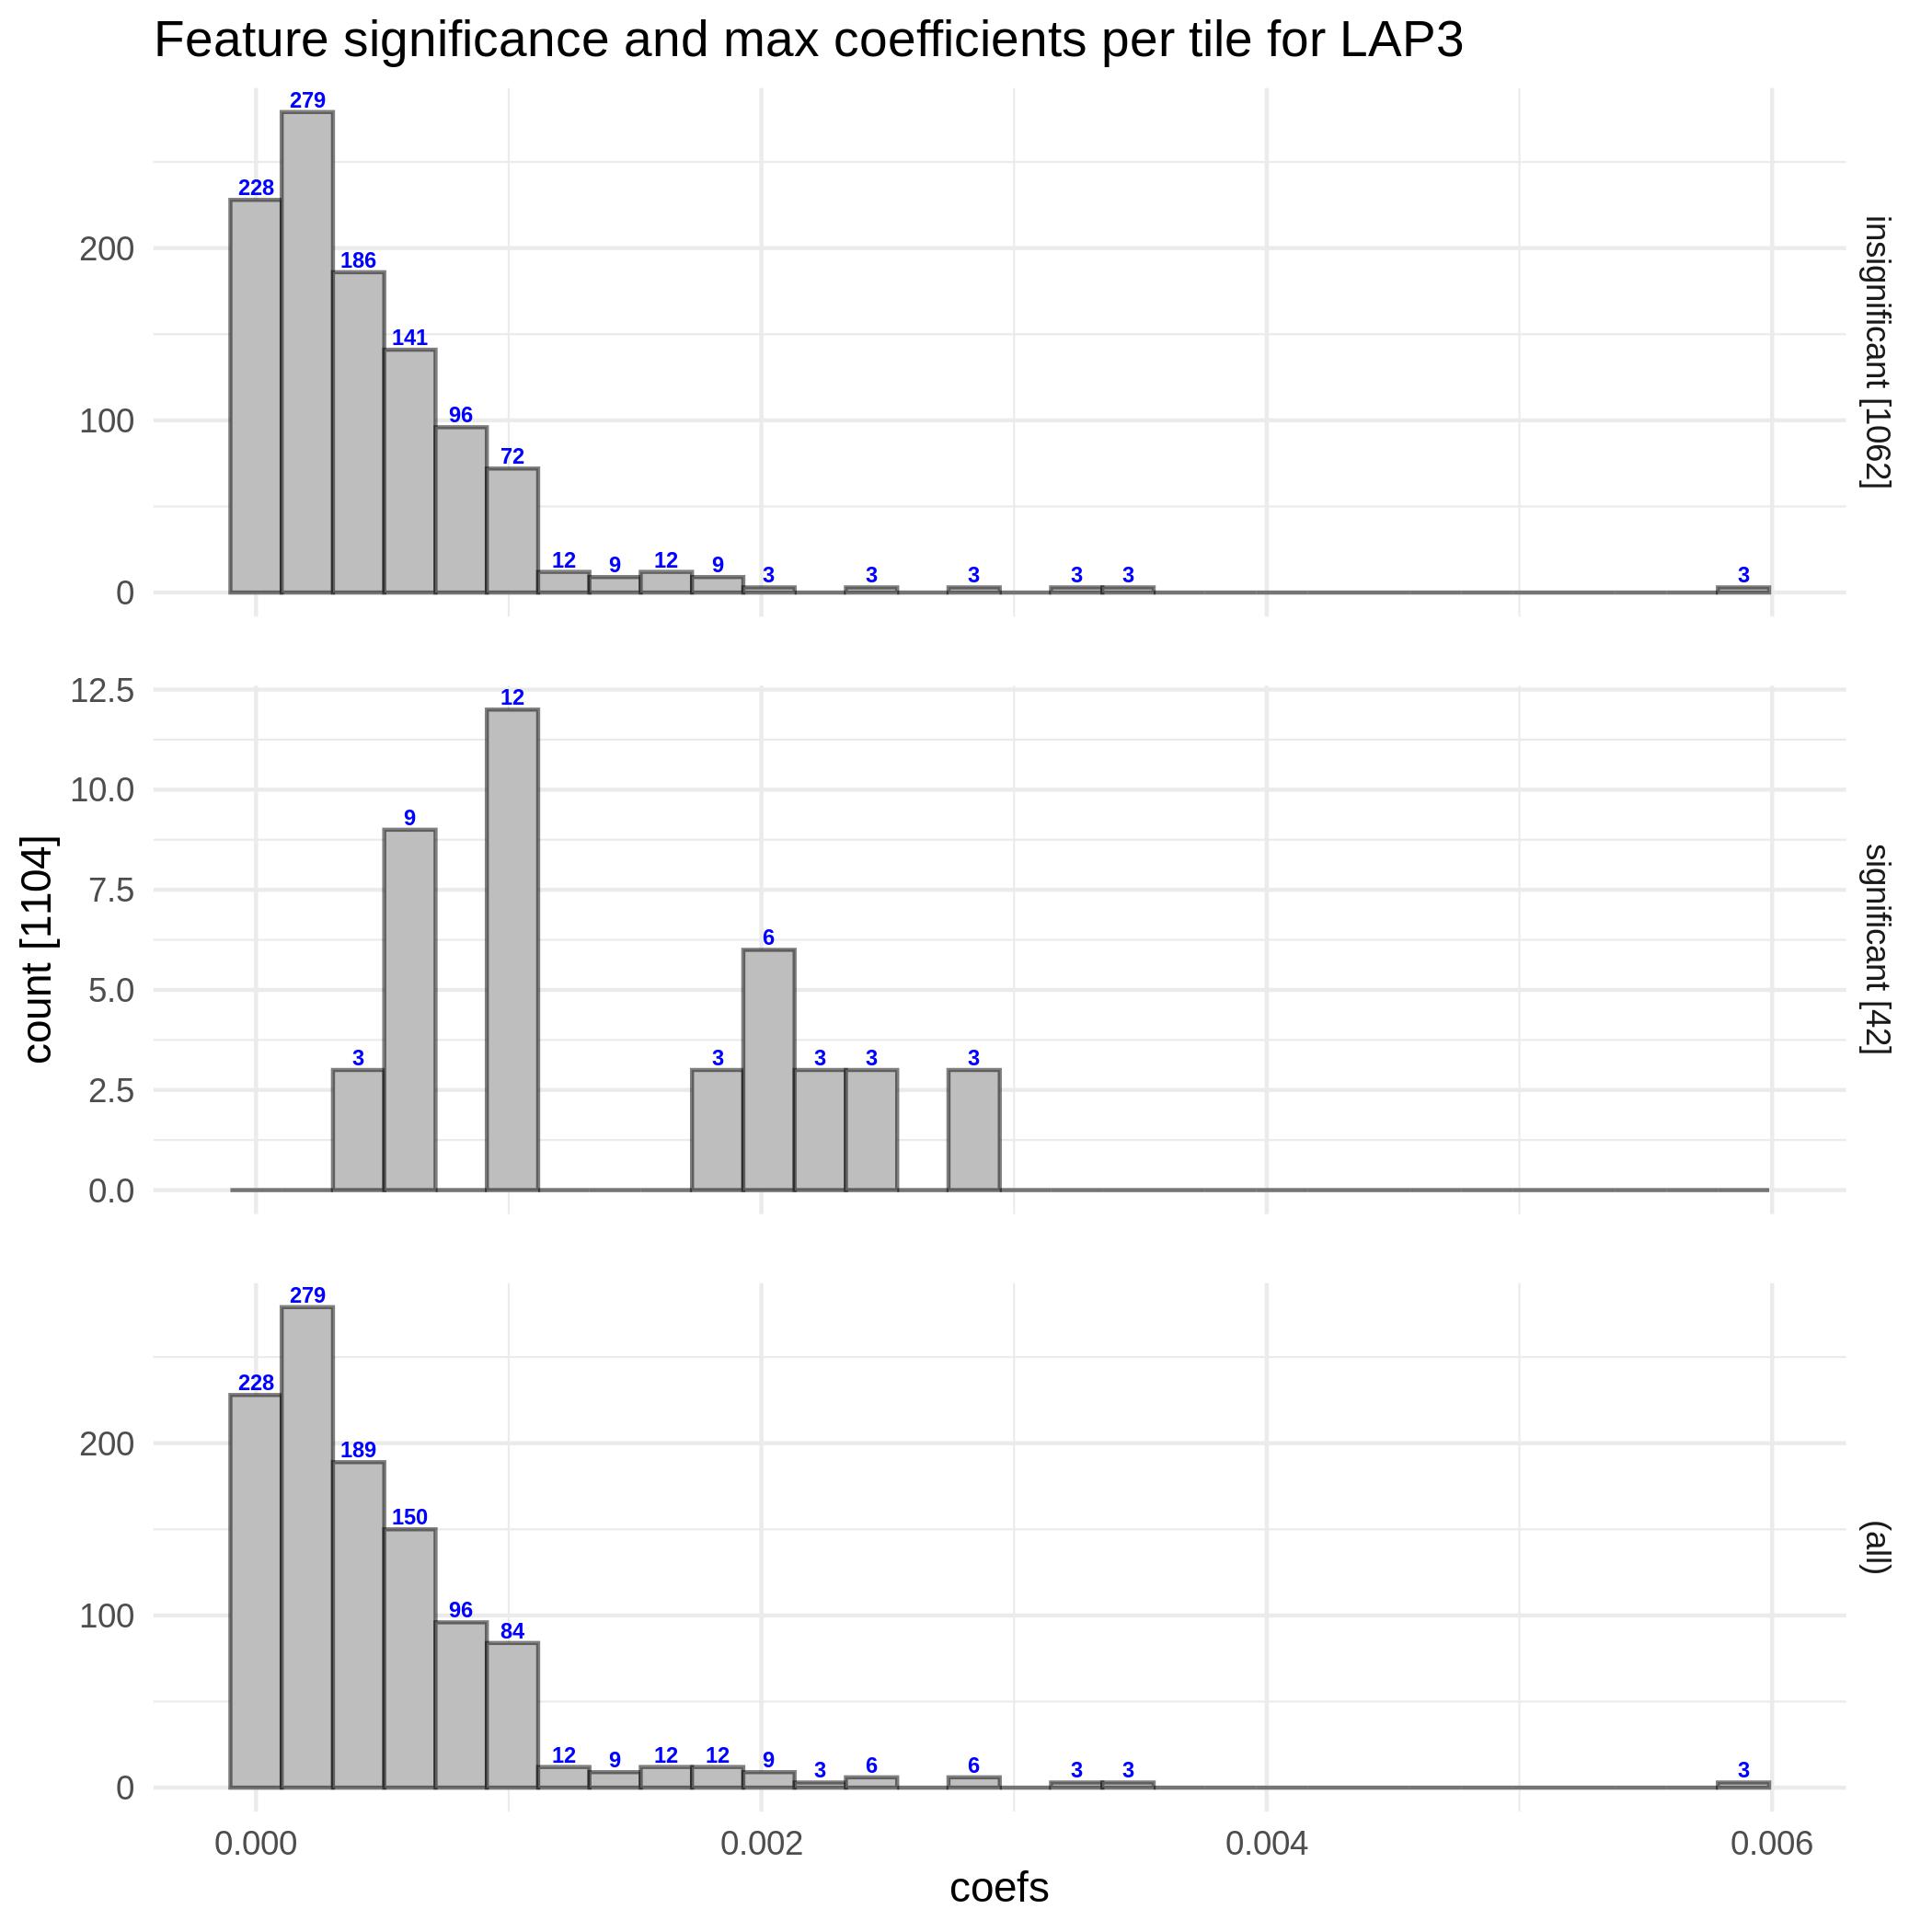 Feature significance and max coefficients per tile for LAP3
279
228
200
186
141
100
96
72
12 9 12 9 3 3 3 3 3 3
0
insignificant [1062]
12.5
12
10.0
9
7.5
6
5.0
3 3 3 3 3
2.5
0.0
significant [42]
count [1104]
279
228
200
189
150
100
96
84
12 9 12 12 9 3 6 6 3 3 3
0
(all)
0.000 0.002 0.004 0.006
coefs